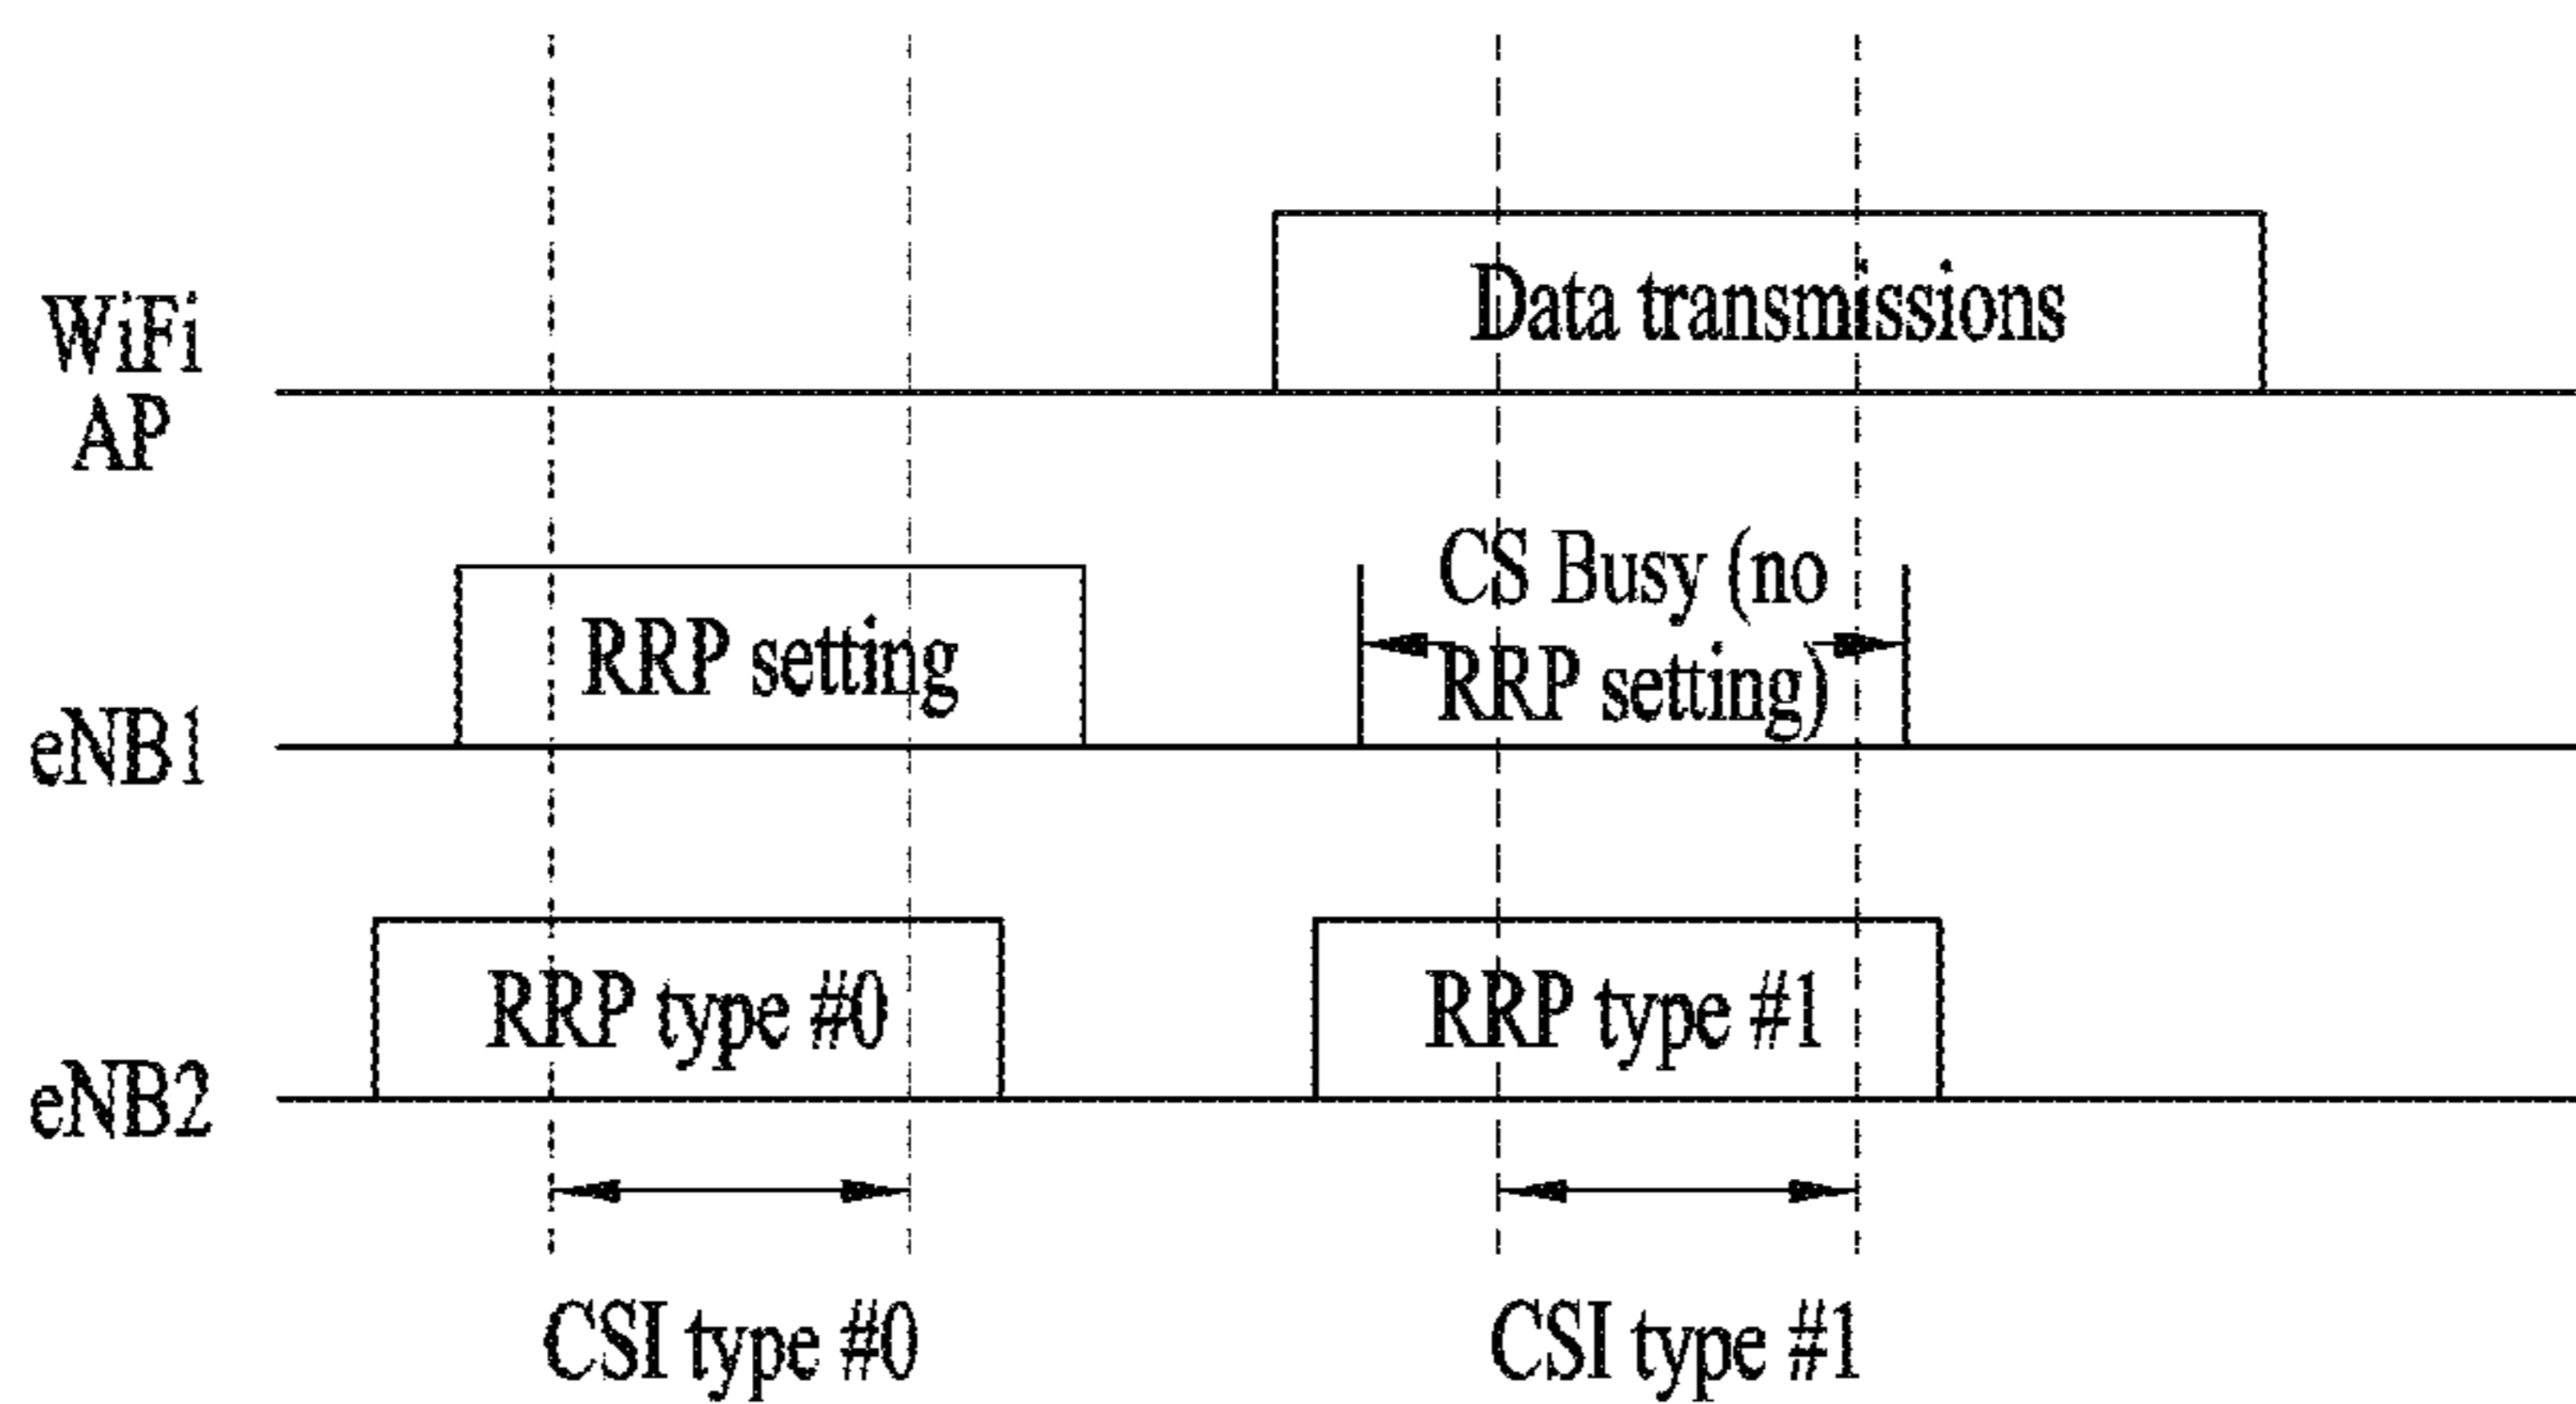 WiFi
AP
Data transmissions
eNB1
RRP setting
CS Busy (no
RRP setting)
eNB2
RRP type #0
RRP type #1
CSI type #0
CSI type #1